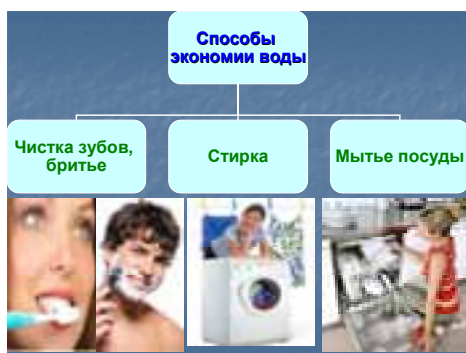 Способы
экономии воды
Чистка зубов,
бритье
Стирка
Мытье посуды